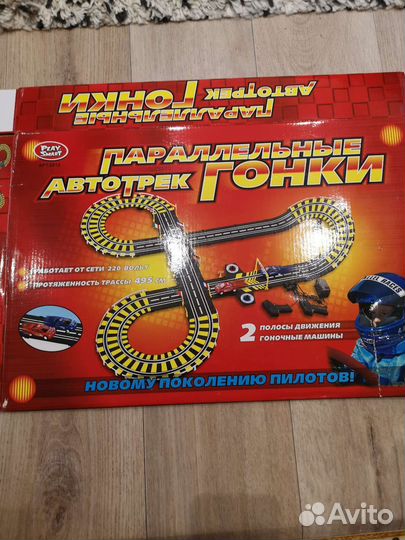 ПАРАЛЛЕЛЬНЫЕ
АВТОТРЕК ГОНКИ
PLAY SMART
ПАРАЛЛЕЛЬНЫЕ
АВТОТРЕК ГОНКИ
РАБОТАЕТ ОТ СЕТИ 220 ВОЛЬТ
ПРОТЯЖЕННОСТЬ ТРАССЫ 495 СМ
2 ПОЛОСЫ ДВИЖЕНИЯ
ГОНОЧНЫЕ МАШИНЫ
НОВОМУ ПОКОЛЕНИЮ ПИЛОТОВ!
Avito